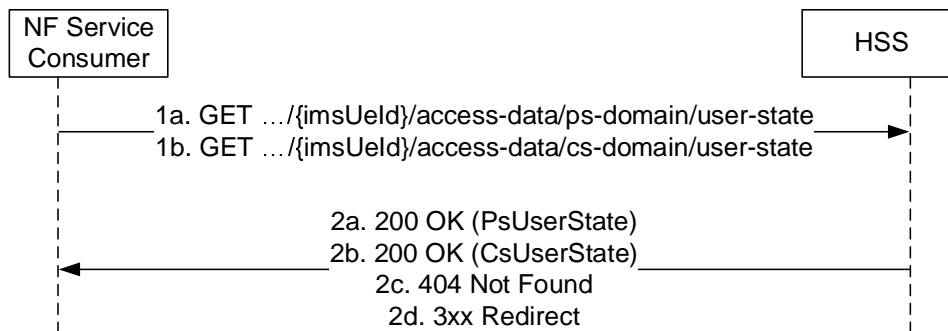 NF Service
Consumer
HSS
1a. GET …/{imsUeId}/access-data/ps-domain/user-state
1b. GET …/{imsUeId}/access-data/cs-domain/user-state
2a. 200 OK (PsUserState)
2b. 200 OK (CsUserState)
2c. 404 Not Found
2d. 3xx Redirect